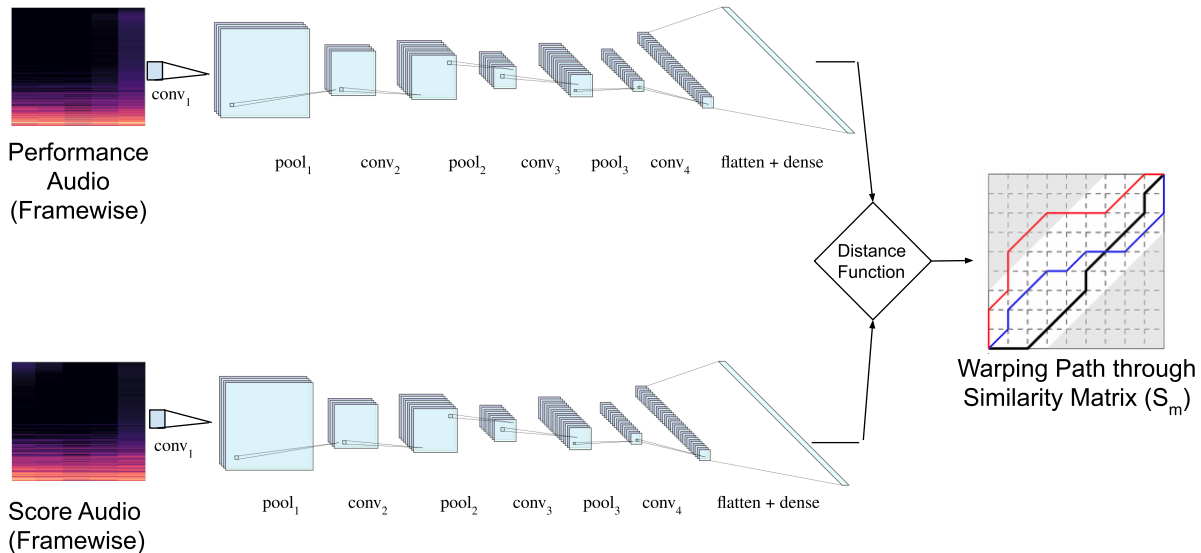 conv1
Performance
Audio
(Framewise)
pool1 conv2 pool2 conv3 pool3 conv4 flatten + dense
Distance
Function
Warping Path through
Similarity Matrix (Sm)
conv1
Score Audio
(Framewise)
pool1 conv2 pool2 conv3 pool3 conv4 flatten + dense